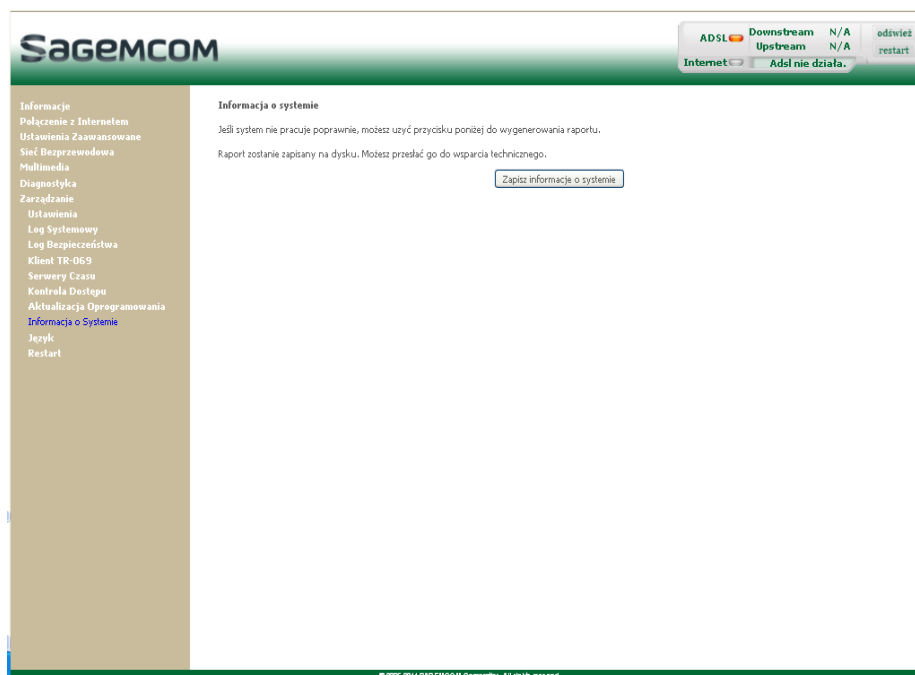 Sagemcom
ADSL Downstream N/A
Upstream N/A
Internet Adsl nie działa.
odśwież
restart
Informacje
Połączenie z Internetem
Ustawienia Zaawansowane
Sieć Bezprzewodowa
Multimedia
Diagnostyka
Zarządzanie
Ustawienia
Log Systemowy
Log Bezpieczeństwa
Klient TR-069
Serwery Czasu
Kontrola Dostępu
Aktualizacja Oprogramowania
Informacja o Systemie
Język
Restart
Informacja o systemie
Jeśli system nie pracuje poprawnie, możesz uzyć przycisku poniżej do wygenerowania raportu.
Raport zostanie zapisany na dysku. Możesz przesłać go do wsparcia technicznego.
Zapisz informacje o systemie